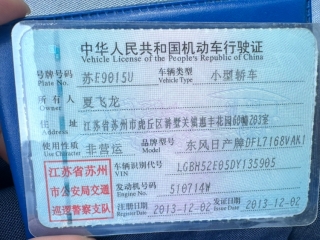 中华人民共和国机动车行驶证
Vehicle License of the People's Republic of China
号牌号码 苏E9015U 车辆类型 小型轿车
Plate No. Vehicle Type
所有人 夏飞龙
Owner
住址 江苏省苏州市虎丘区浒墅关镇惠丰花园60幢203室
Address
使用性质 非营运 品牌型号 东风日产牌DFL7168VAK1
Use Character Model
江苏省苏州 车辆识别代号 LGBH52E05DY135905
市公安局交通 VIN
巡逻警察支队 发动机号码 510714W
Engine No.
注册日期 2013-12-02 发证日期 2013-12-02
Register Date Issue Date